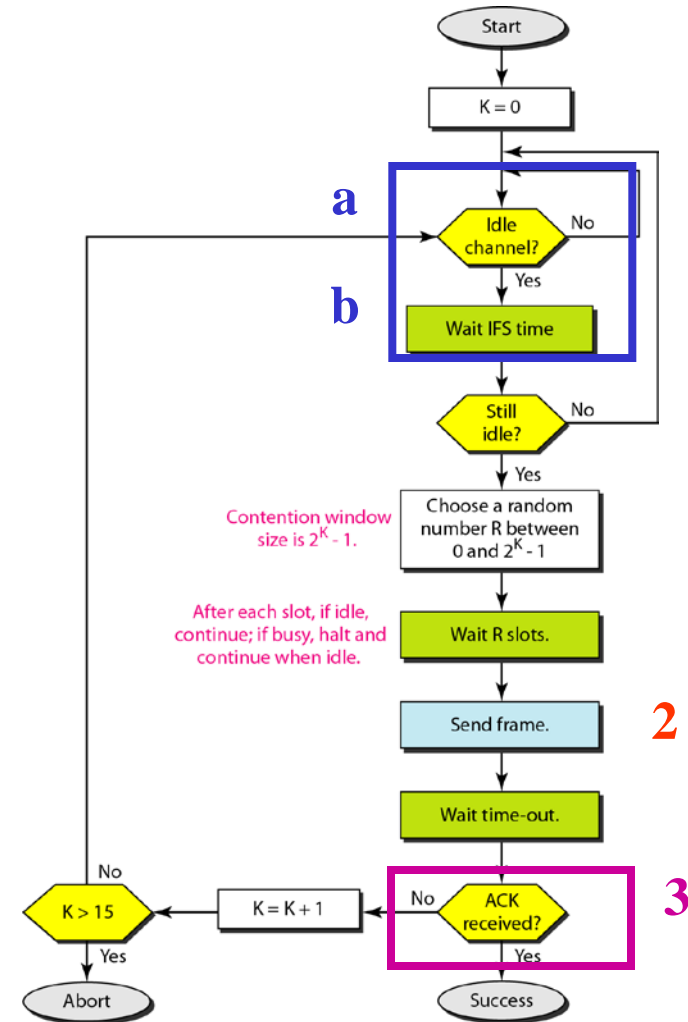 Start
K = 0
a
Idle
channel?
No
Yes
b
Wait IFS time
Still
idle?
No
Yes
Contention window
size is 2^K - 1.
Choose a random
number R between
0 and 2^K - 1
After each slot, if idle,
continue; if busy, halt and
continue when idle.
Wait R slots.
Send frame.
2
Wait time-out.
No
K > 15
K = K + 1
No
ACK
received?
3
Yes
Yes
Abort
Success